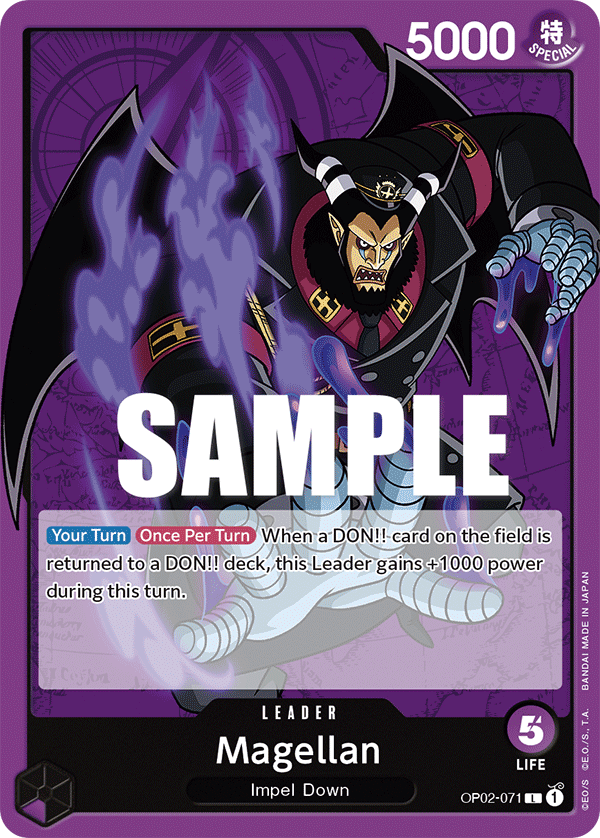 5000
特
SPECIAL
SAMPLE
Your Turn Once Per Turn When a DON!! card on the field is
returned to a DON!! deck, this Leader gains +1000 power
during this turn.
LEADER
Magellan
Impel Down
5
LIFE
OP02-071 L 1
©EO/S ©E.O./S., T.A. BANDAI MADE IN JAPAN